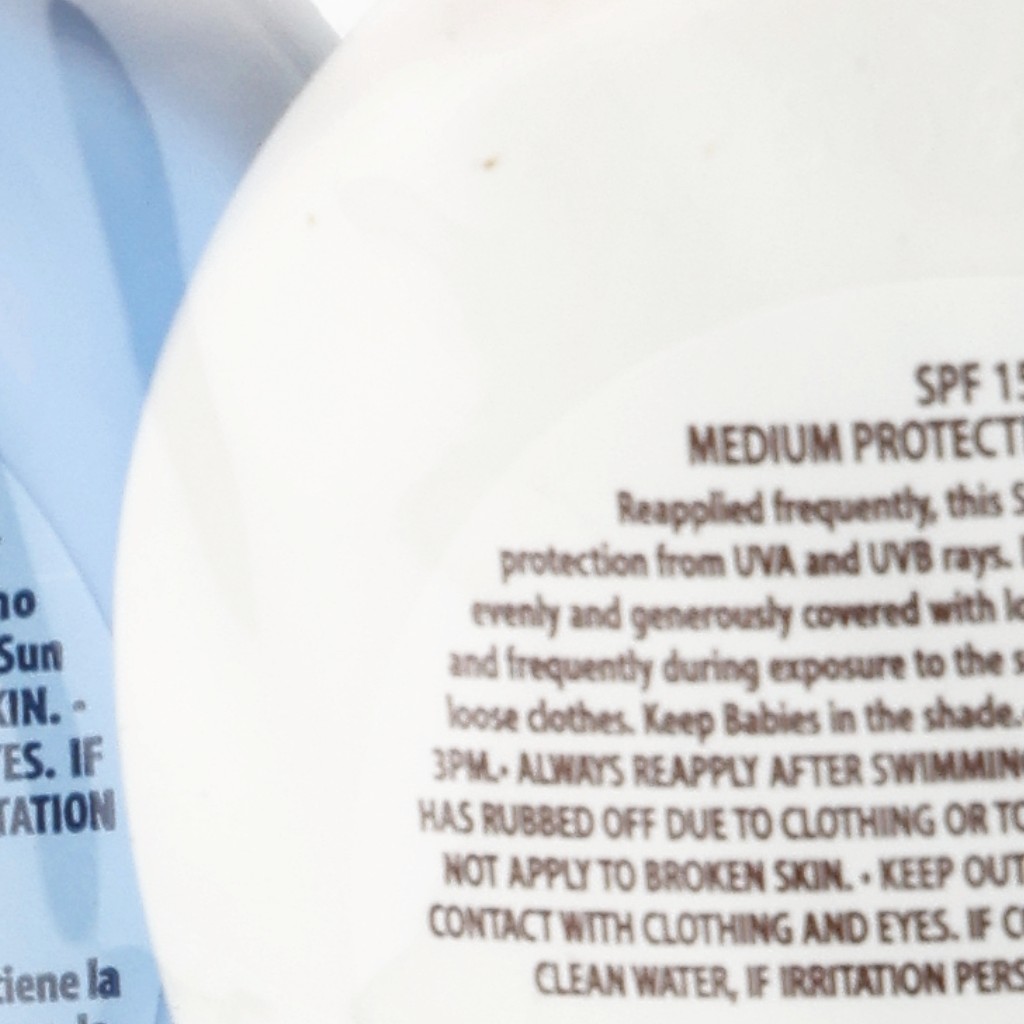 SPF 15
MEDIUM PROTECT
Reapplied frequently, this S
protection from UVA and UVB rays.
evenly and generously covered with lo
and frequently during exposure to the s
loose clothes. Keep Babies in the shade.
3PM. • ALWAYS REAPPLY AFTER SWIMMING
HAS RUBBED OFF DUE TO CLOTHING OR TO
NOT APPLY TO BROKEN SKIN. • KEEP OUT
CONTACT WITH CLOTHING AND EYES. IF C
CLEAN WATER, IF IRRITATION PERS
no
Sun
KIN. -
YES. IF
TATION
tiene la